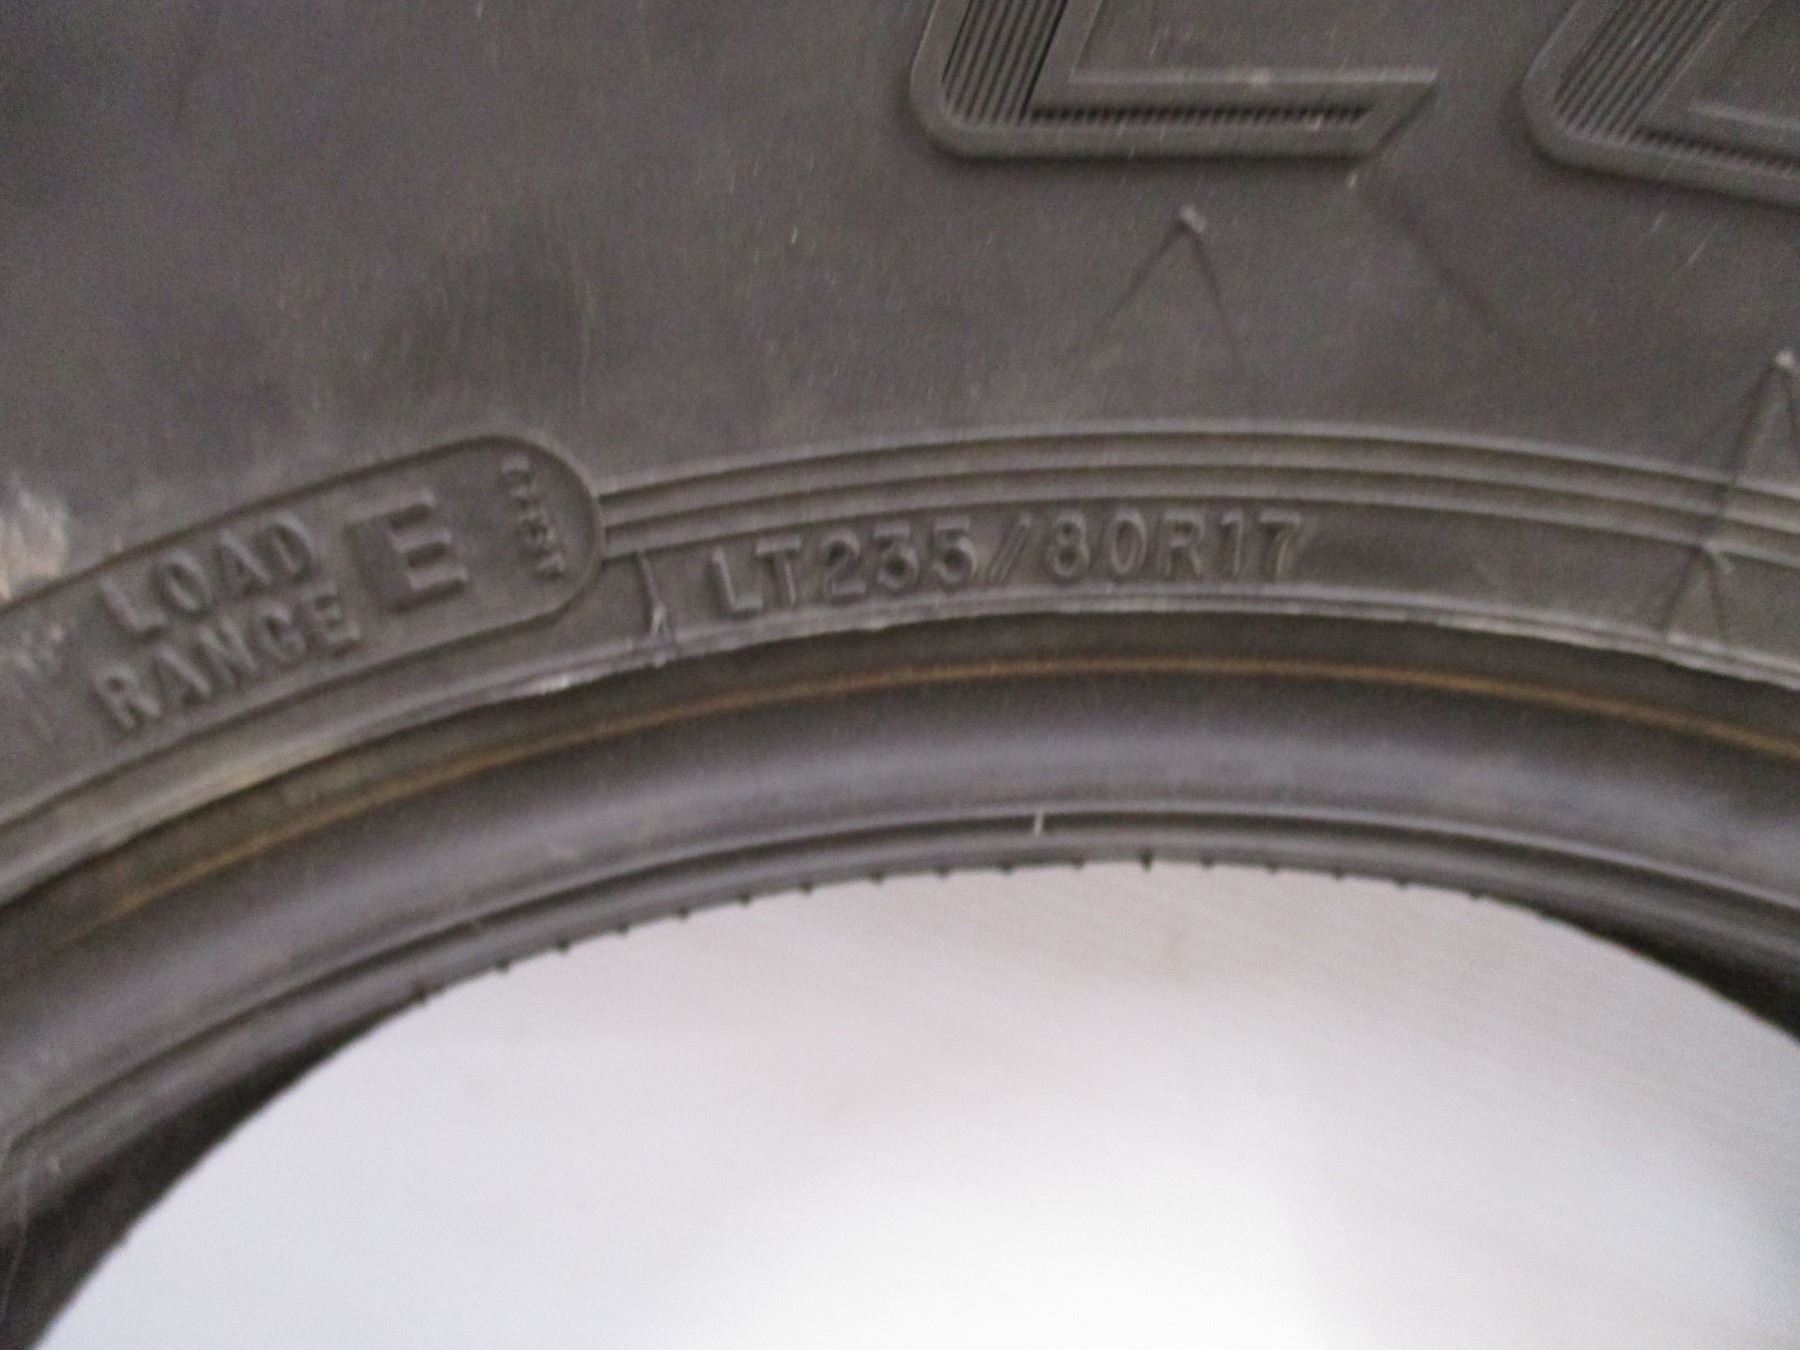 LOAD
RANGE
E
LT235/80R17